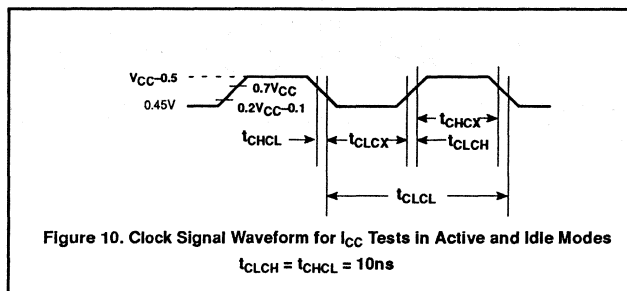 VCC–0.5
0.7VCC
0.45V
0.2VCC–0.1
tCHCX
tCHCL
tCLCX
tCLCH
tCLCL
Figure 10. Clock Signal Waveform for ICC Tests in Active and Idle Modes
tCLCH = tCHCL = 10ns